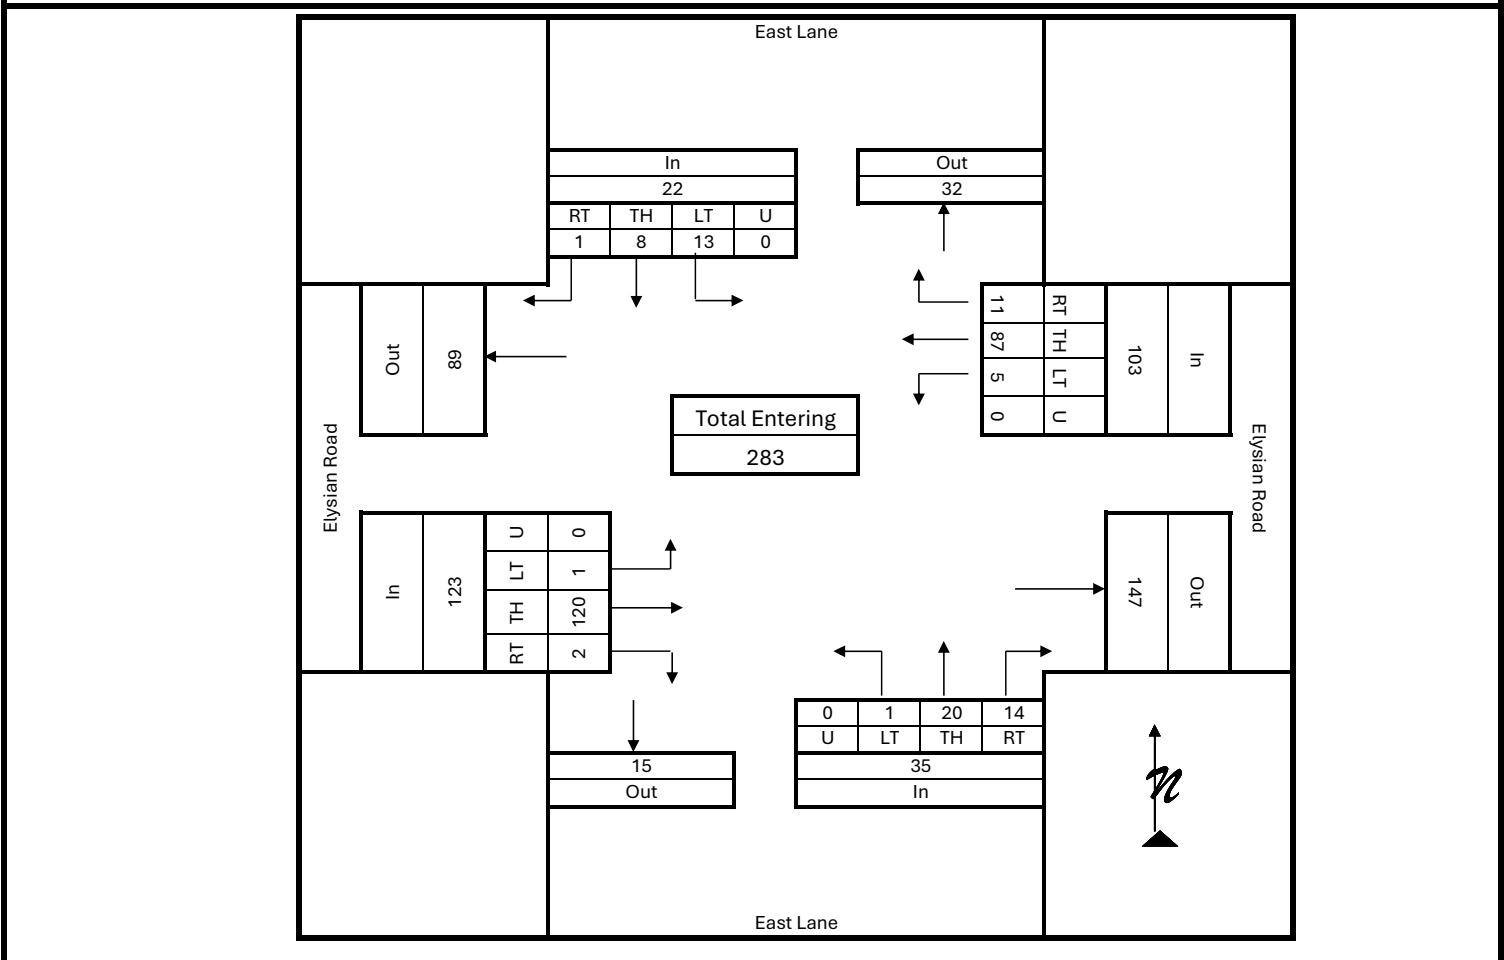 East Lane
In
22
RT TH LT U
1 8 13 0
Out
32
Out
89
11 RT
87 TH
5 LT
0 U
103
In
Total Entering
283
Elysian Road
Elysian Road
In
123
U 0
LT 1
TH 120
RT 2
147
Out
15
Out
0 1 20 14
U LT TH RT
35
In
n
East Lane